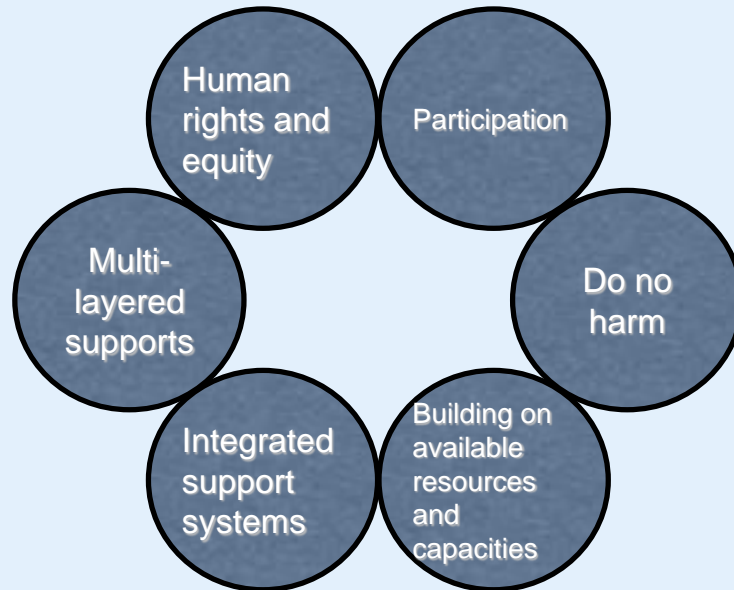 Human
rights and
equity
Participation
Multi-
layered
supports
Do no
harm
Integrated
support
systems
Building on
available
resources
and
capacities